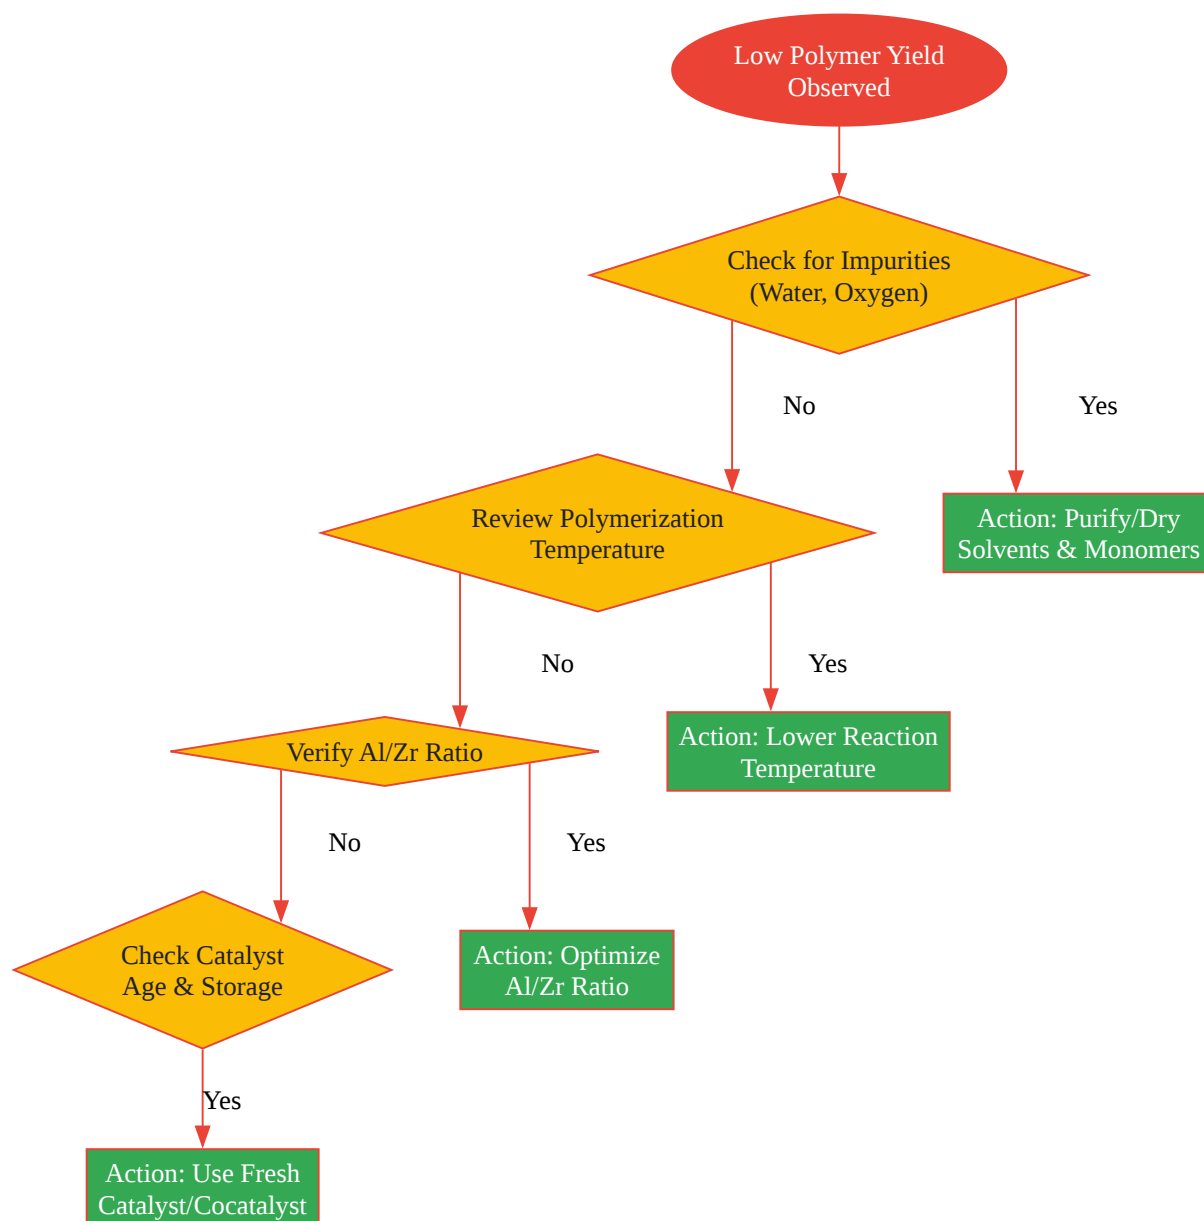 Low Polymer Yield
Observed
Check for Impurities
(Water, Oxygen)
No
Yes
Review Polymerization
Temperature
Action: Purify/Dry
Solvents & Monomers
No
Yes
Verify Al/Zr Ratio
Action: Lower Reaction
Temperature
No
Yes
Check Catalyst
Age & Storage
Action: Optimize
Al/Zr Ratio
Yes
Action: Use Fresh
Catalyst/Cocatalyst